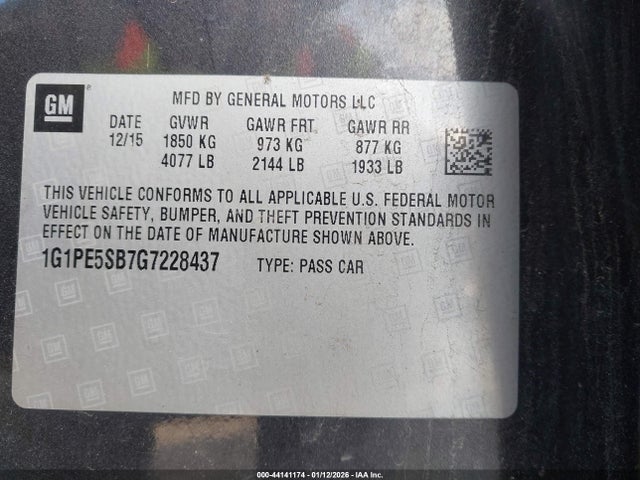 GM
MFD BY GENERAL MOTORS LLC
DATE GVWR GAWR FRT GAWR RR
12/15 1850 KG 973 KG 877 KG
4077 LB 2144 LB 1933 LB
THIS VEHICLE CONFORMS TO ALL APPLICABLE U.S. FEDERAL MOTOR
VEHICLE SAFETY, BUMPER, AND THEFT PREVENTION STANDARDS IN
EFFECT ON THE DATE OF MANUFACTURE SHOWN ABOVE.
1G1PE5SB7G7228437 TYPE: PASS CAR
000-44141174 | 01/12/2026 | IAA Inc.